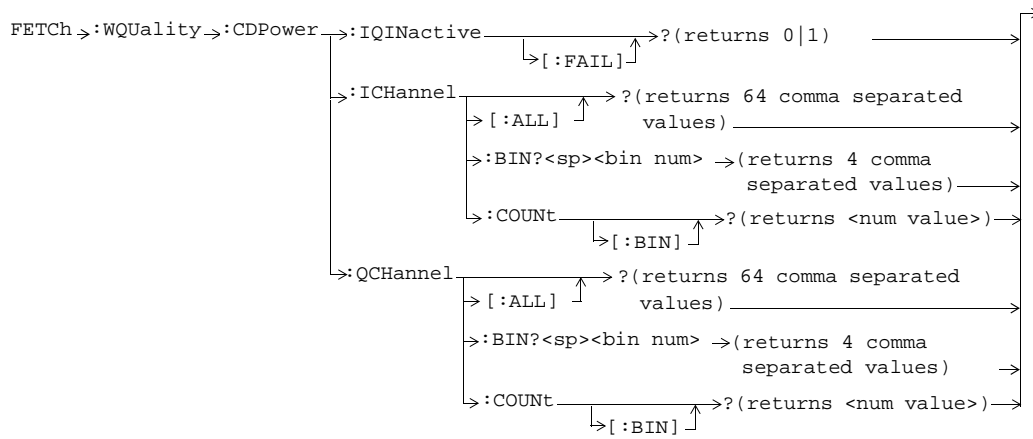 FETCh :WQUality :CDPower :IQINactive ?(returns 0|1)
[:FAIL]
:ICHannel ?(returns 64 comma separated
[:ALL] values)
:BIN?<sp><bin num> (returns 4 comma
separated values)
:COUNt ?(returns <num value>)
[:BIN]
:QCHannel ?(returns 64 comma separated
[:ALL] values)
:BIN?<sp><bin num> (returns 4 comma
separated values)
:COUNt ?(returns <num value>)
[:BIN]